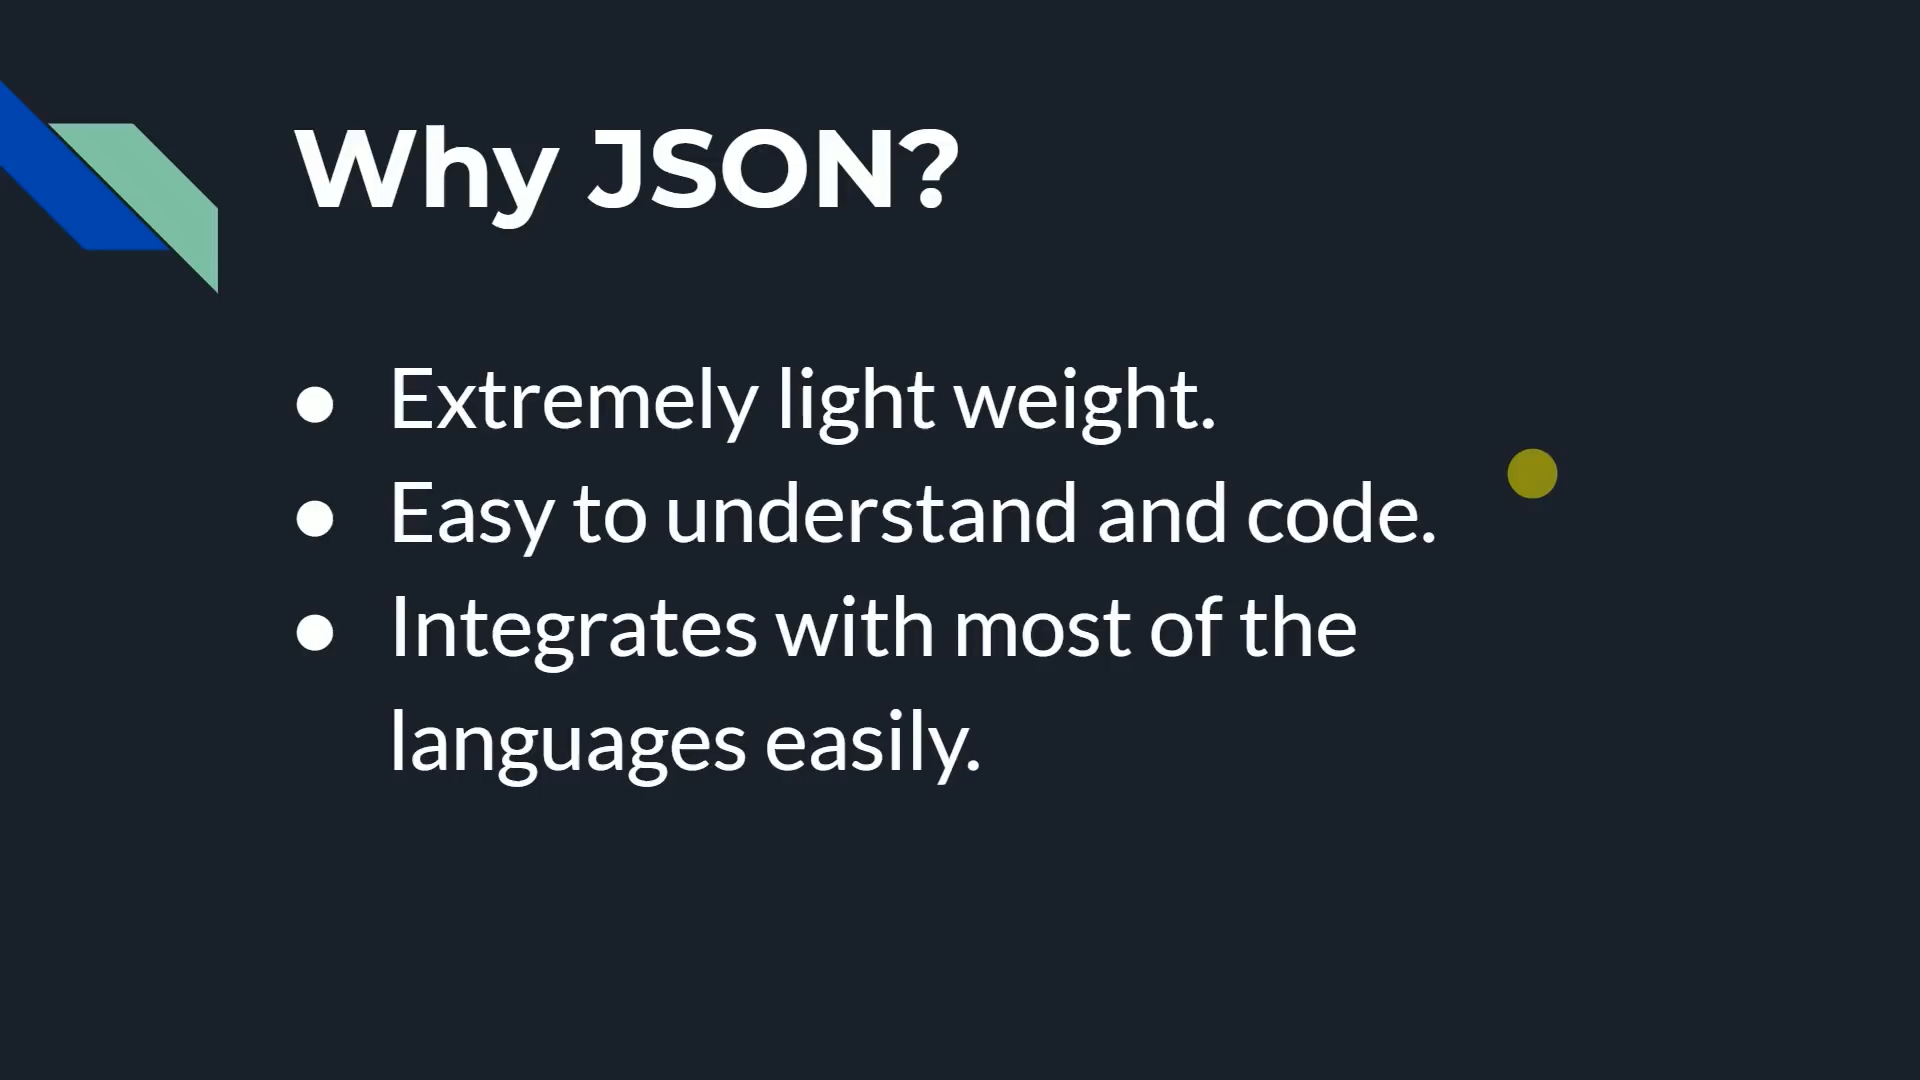 Why JSON?
● Extremely light weight.
● Easy to understand and code.
● Integrates with most of the
languages easily.